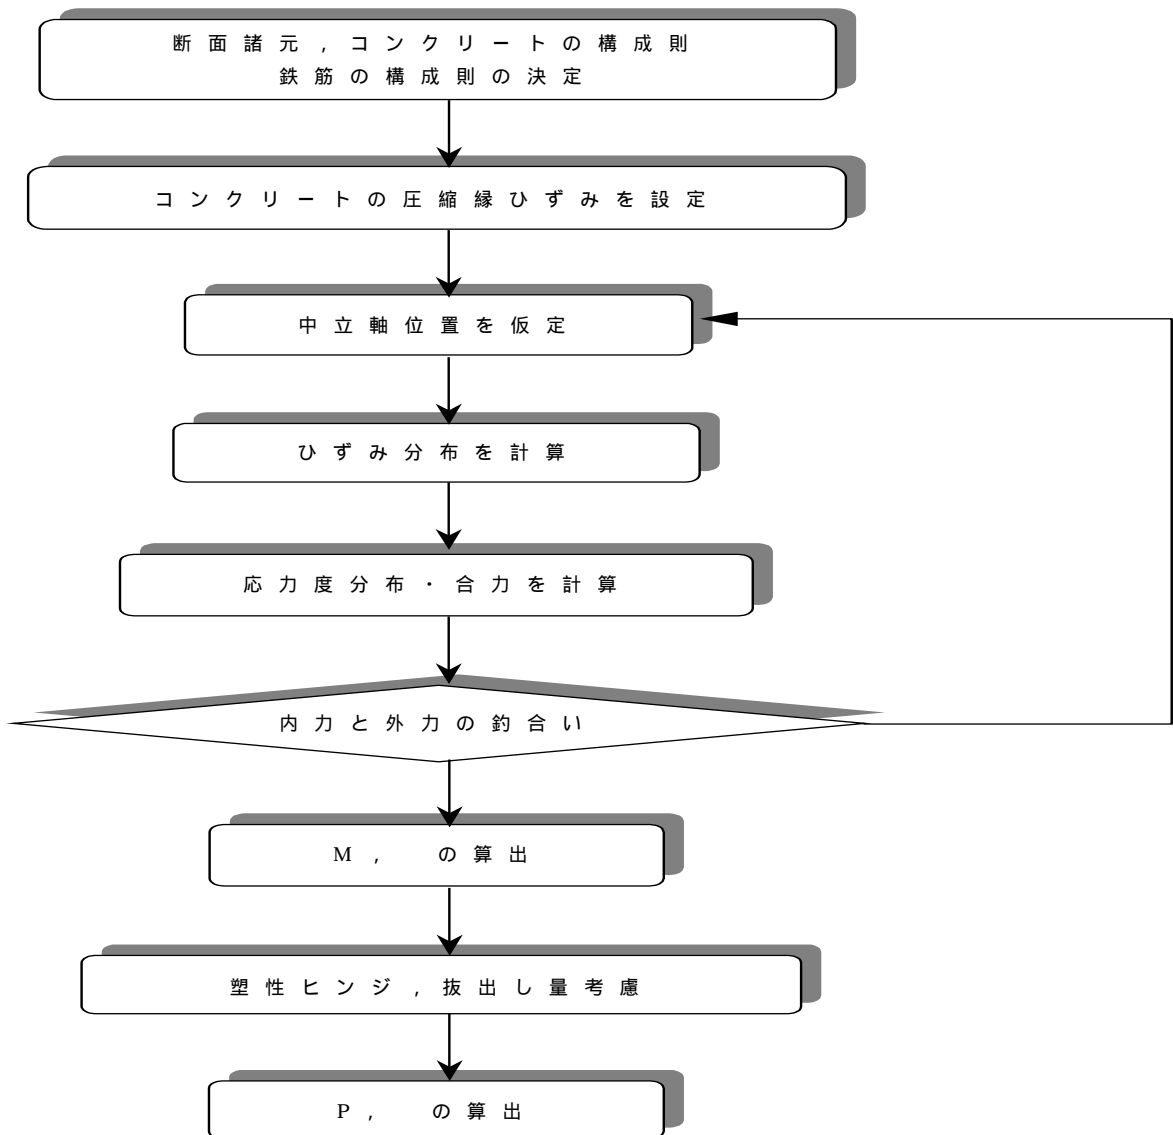 断面諸元，コンクリートの構成則
鉄筋の構成則の決定
コンクリートの圧縮縁ひずみを設定
中立軸位置を仮定
ひずみ分布を計算
応力度分布・合力を計算
内力と外力の釣合い
M，　の算出
塑性ヒンジ，抜出し量考慮
P，　の算出